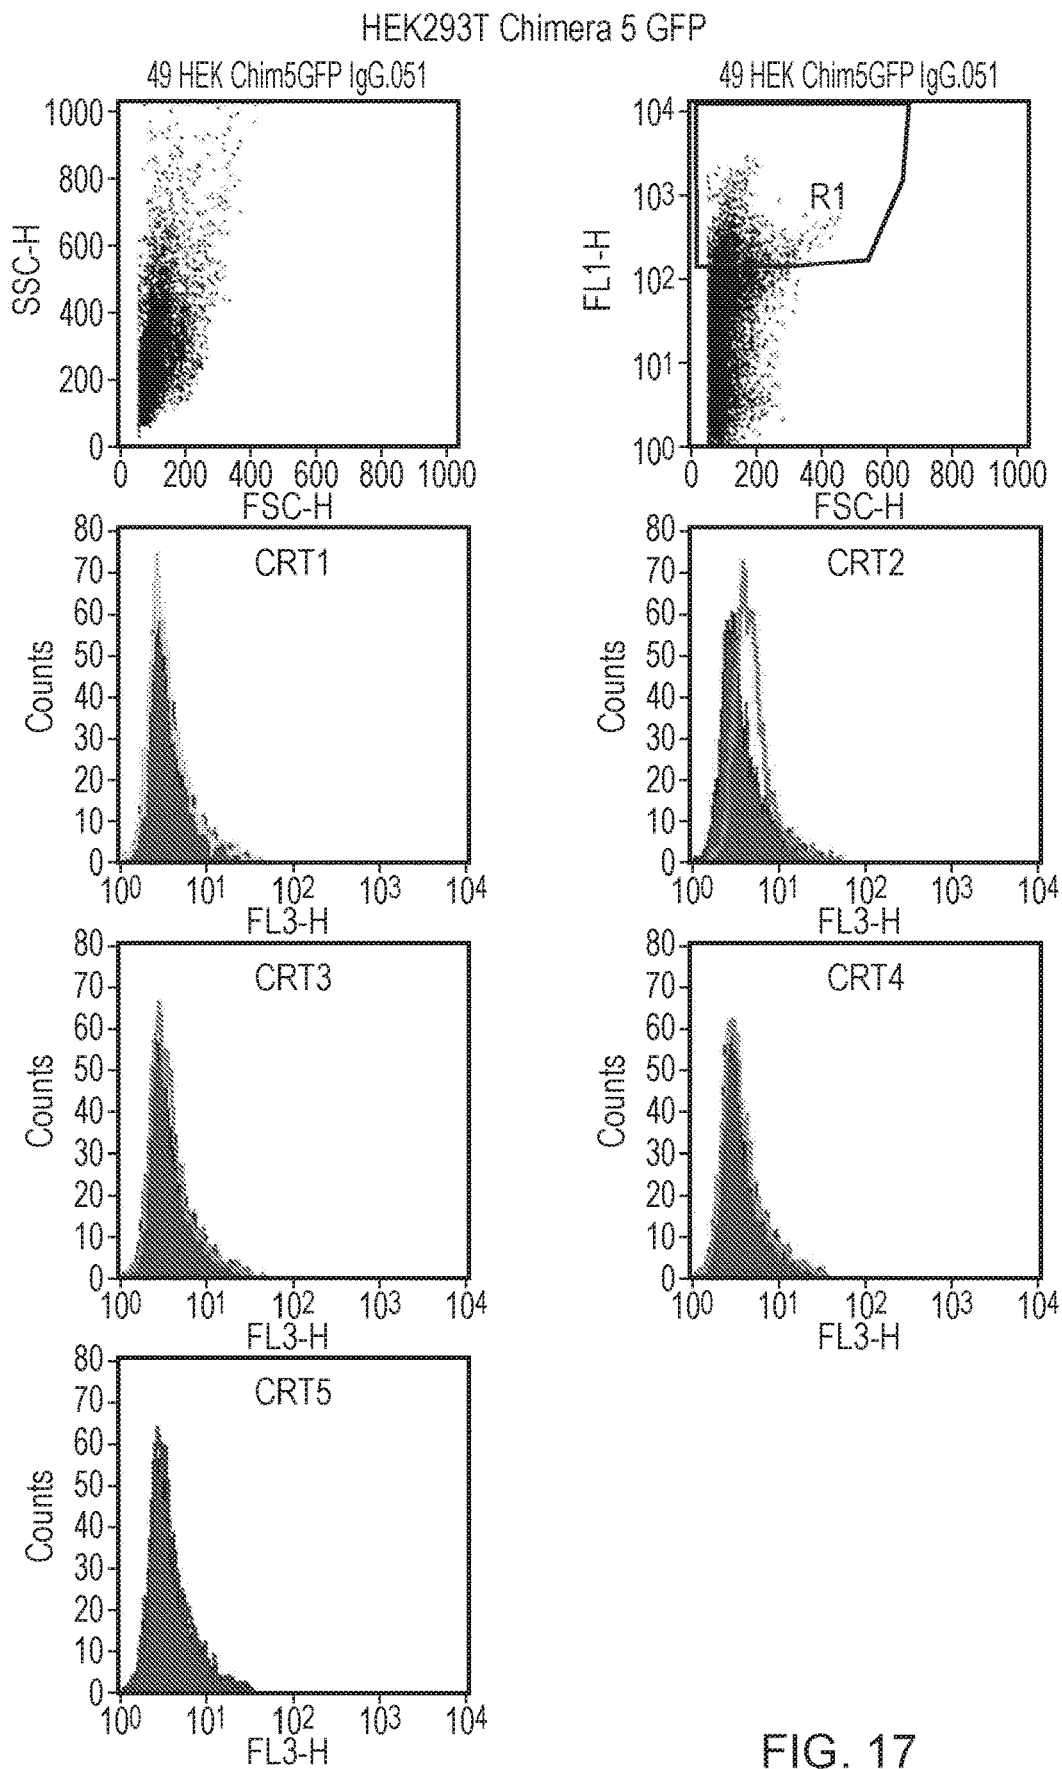 HEK293T Chimera 5 GFP
49 HEK Chim5GFP IgG.051
SSC-H
1000
800
600
400
200
0
0 200 400 600 800 1000
FSC-H
49 HEK Chim5GFP IgG.051
FL1-H
104
103
102
101
100
R1
0 200 400 600 800 1000
FSC-H
CRT1
Counts
80
70
60
50
40
30
20
10
0
10⁰ 10¹ 10² 10³ 10⁴
FL3-H
CRT2
Counts
80
70
60
50
40
30
20
10
0
10⁰ 10¹ 10² 10³ 10⁴
FL3-H
CRT3
Counts
80
70
60
50
40
30
20
10
0
10⁰ 10¹ 10² 10³ 10⁴
FL3-H
CRT4
Counts
80
70
60
50
40
30
20
10
0
10⁰ 10¹ 10² 10³ 10⁴
FL3-H
CRT5
Counts
80
70
60
50
40
30
20
10
0
10⁰ 10¹ 10² 10³ 10⁴
FL3-H
FIG. 17